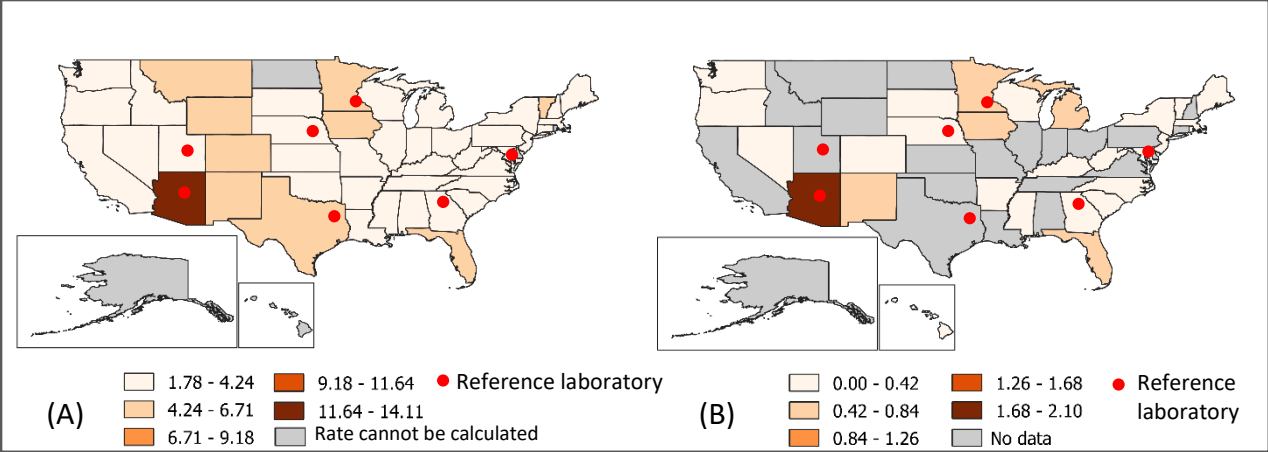 1.78 - 4.24
4.24 - 6.71
6.71 - 9.18
9.18 - 11.64
11.64 - 14.11
Rate cannot be calculated
Reference laboratory
(A)
0.00 - 0.42
0.42 - 0.84
0.84 - 1.26
1.26 - 1.68
1.68 - 2.10
No data
Reference
laboratory
(B)